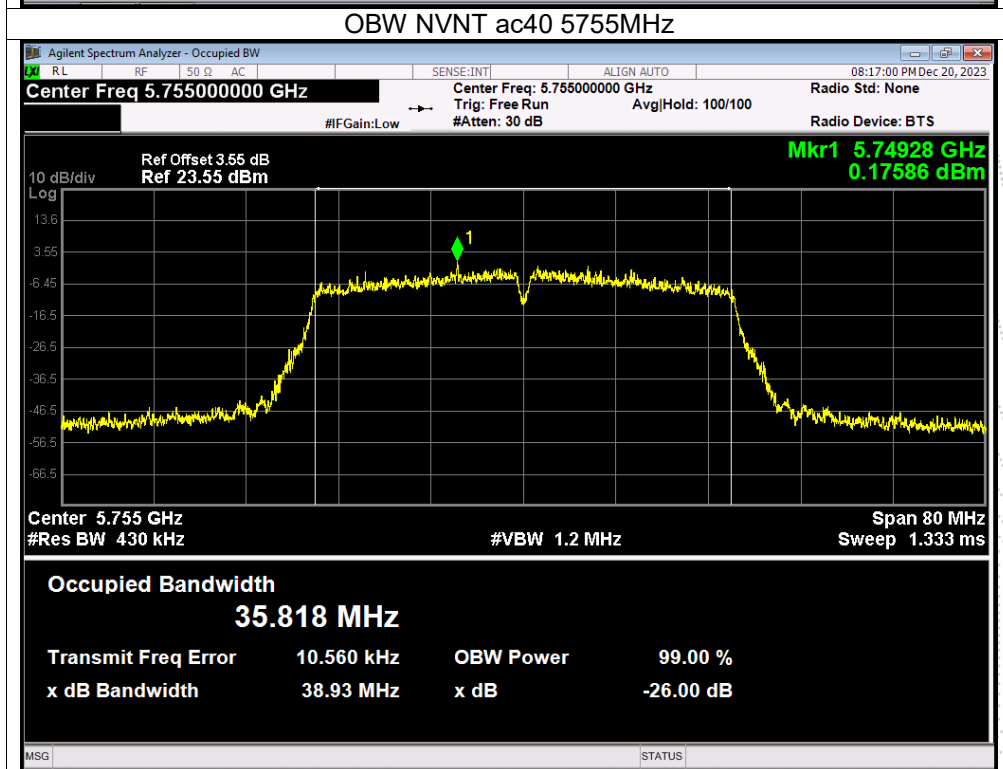 OBW NVNT ac40 5755MHz
Agilent Spectrum Analyzer - Occupied BW
LXI RL RF 50 Ω AC SENSE:INT ALIGN AUTO 08:17:00 PM Dec 20, 2023
Center Freq 5.755000000 GHz Center Freq: 5.755000000 GHz Radio Std: None
Trig: Free Run Avg|Hold: 100/100
#IFGain:Low #Atten: 30 dB Radio Device: BTS
Mkr1 5.74928 GHz
0.17586 dBm
Ref Offset 3.55 dB
10 dB/div Ref 23.55 dBm
Log
13.6
1
3.55
-6.45
-16.5
-26.5
-36.5
-46.5
-56.5
-66.5
Center 5.755 GHz Span 80 MHz
#Res BW 430 kHz #VBW 1.2 MHz Sweep 1.333 ms
Occupied Bandwidth
35.818 MHz
Transmit Freq Error 10.560 kHz OBW Power 99.00 %
x dB Bandwidth 38.93 MHz x dB -26.00 dB
MSG STATUS